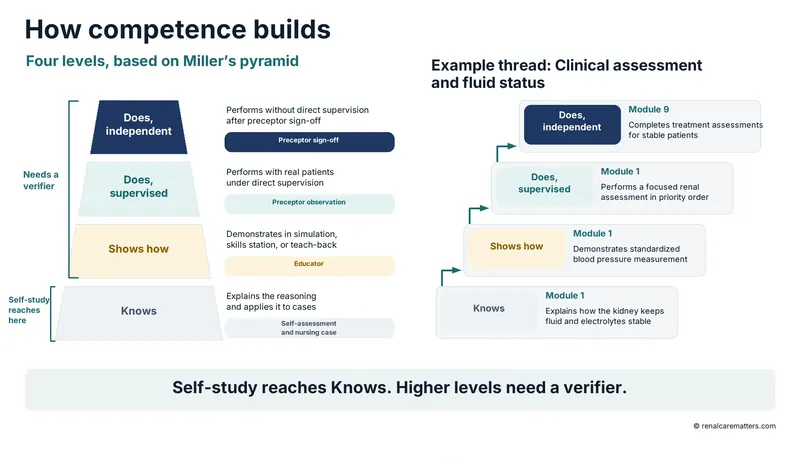 How competence builds
Four levels, based on Miller’s pyramid
Needs a
verifier
Self-study
reaches
here
Does,
independent
Performs without direct supervision
after preceptor sign-off
Preceptor sign-off
Does,
supervised
Performs with real patients
under direct supervision
Preceptor observation
Shows how
Demonstrates in simulation,
skills station, or teach-back
Educator
Knows
Explains the reasoning
and applies it to cases
Self-assessment
and nursing case
Example thread: Clinical assessment
and fluid status
Does,
independent
Module 9
Completes treatment assessments
for stable patients
Does,
supervised
Module 1
Performs a focused renal
assessment in priority order
Shows how
Module 1
Demonstrates standardized
blood pressure measurement
Knows
Module 1
Explains how the kidney keeps
fluid and electrolytes stable
Self-study reaches Knows. Higher levels need a verifier.
© renalcarematters.com